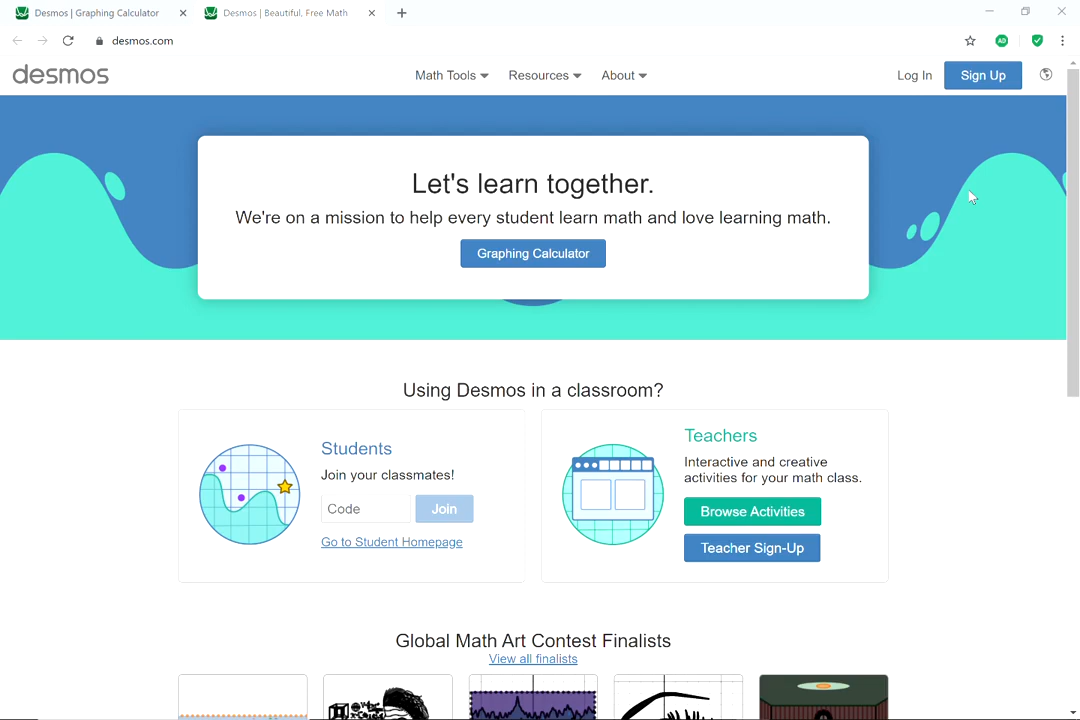 Desmos | Graphing Calculator
Desmos | Beautiful, Free Math
desmos.com
desmos
Math Tools
Resources
About
Log In
Sign Up
Let's learn together.
We're on a mission to help every student learn math and love learning math.
Graphing Calculator
Using Desmos in a classroom?
Students
Join your classmates!
Code
Join
Go to Student Homepage
Teachers
Interactive and creative
activities for your math class.
Browse Activities
Teacher Sign-Up
Global Math Art Contest Finalists
View all finalists